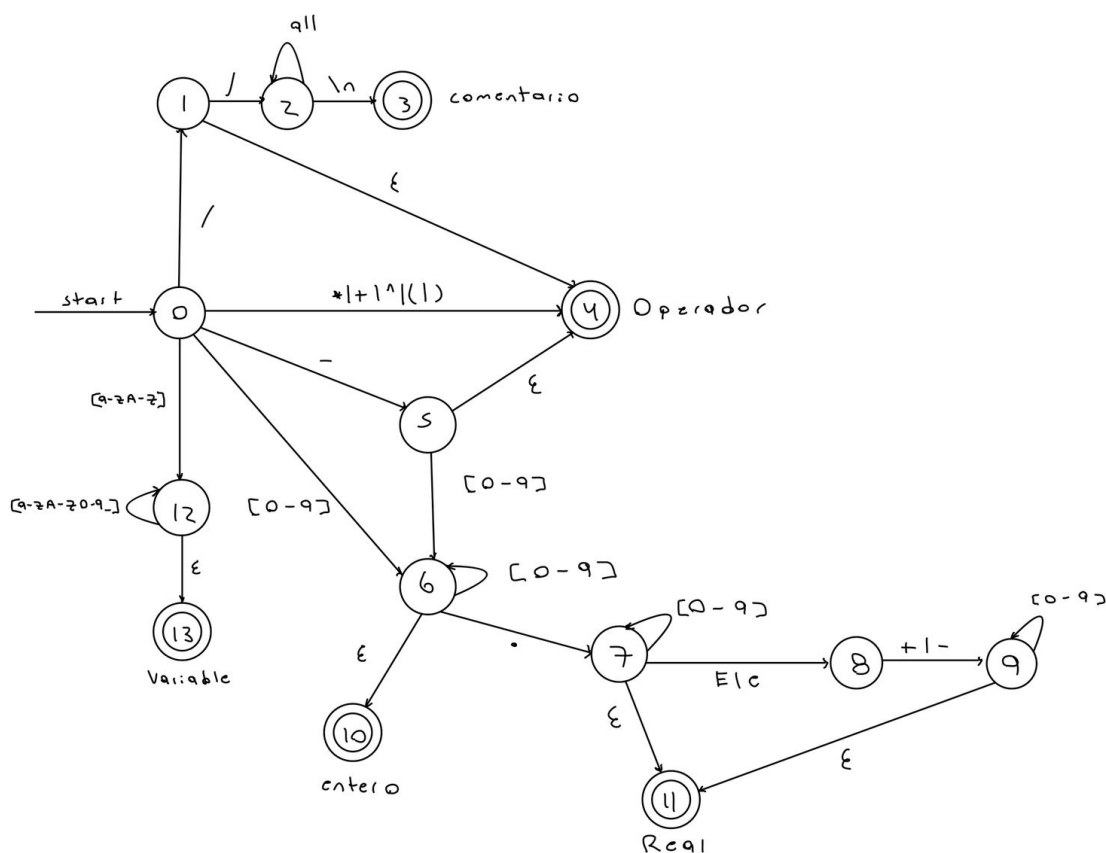 all
1
/
2
\n
3
comentario
ε
/
start
0
*|+|^|(|)
4
Operador
-
ε
[a-zA-Z]
5
[0-9]
[a-zA-Z0-9_]
12
[0-9]
ε
6
[0-9]
13
Variable
.
[0-9]
7
E|e
8
+|-
9
[0-9]
ε
10
entero
ε
ε
11
Real